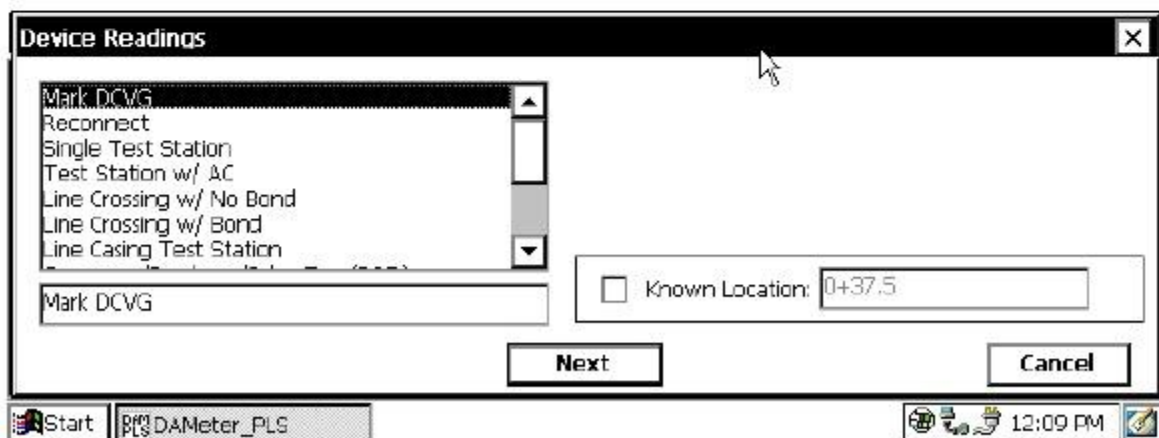 Device Readings
Mark DCVG
Reconnect
Single Test Station
Test Station w/ AC
Line Crossing w/ No Bond
Line Crossing w/ Bond
Line Casing Test Station
Mark DCVG
Known Location: 0+37.5
Next Cancel
Start DAMeter_PLS 12:09 PM